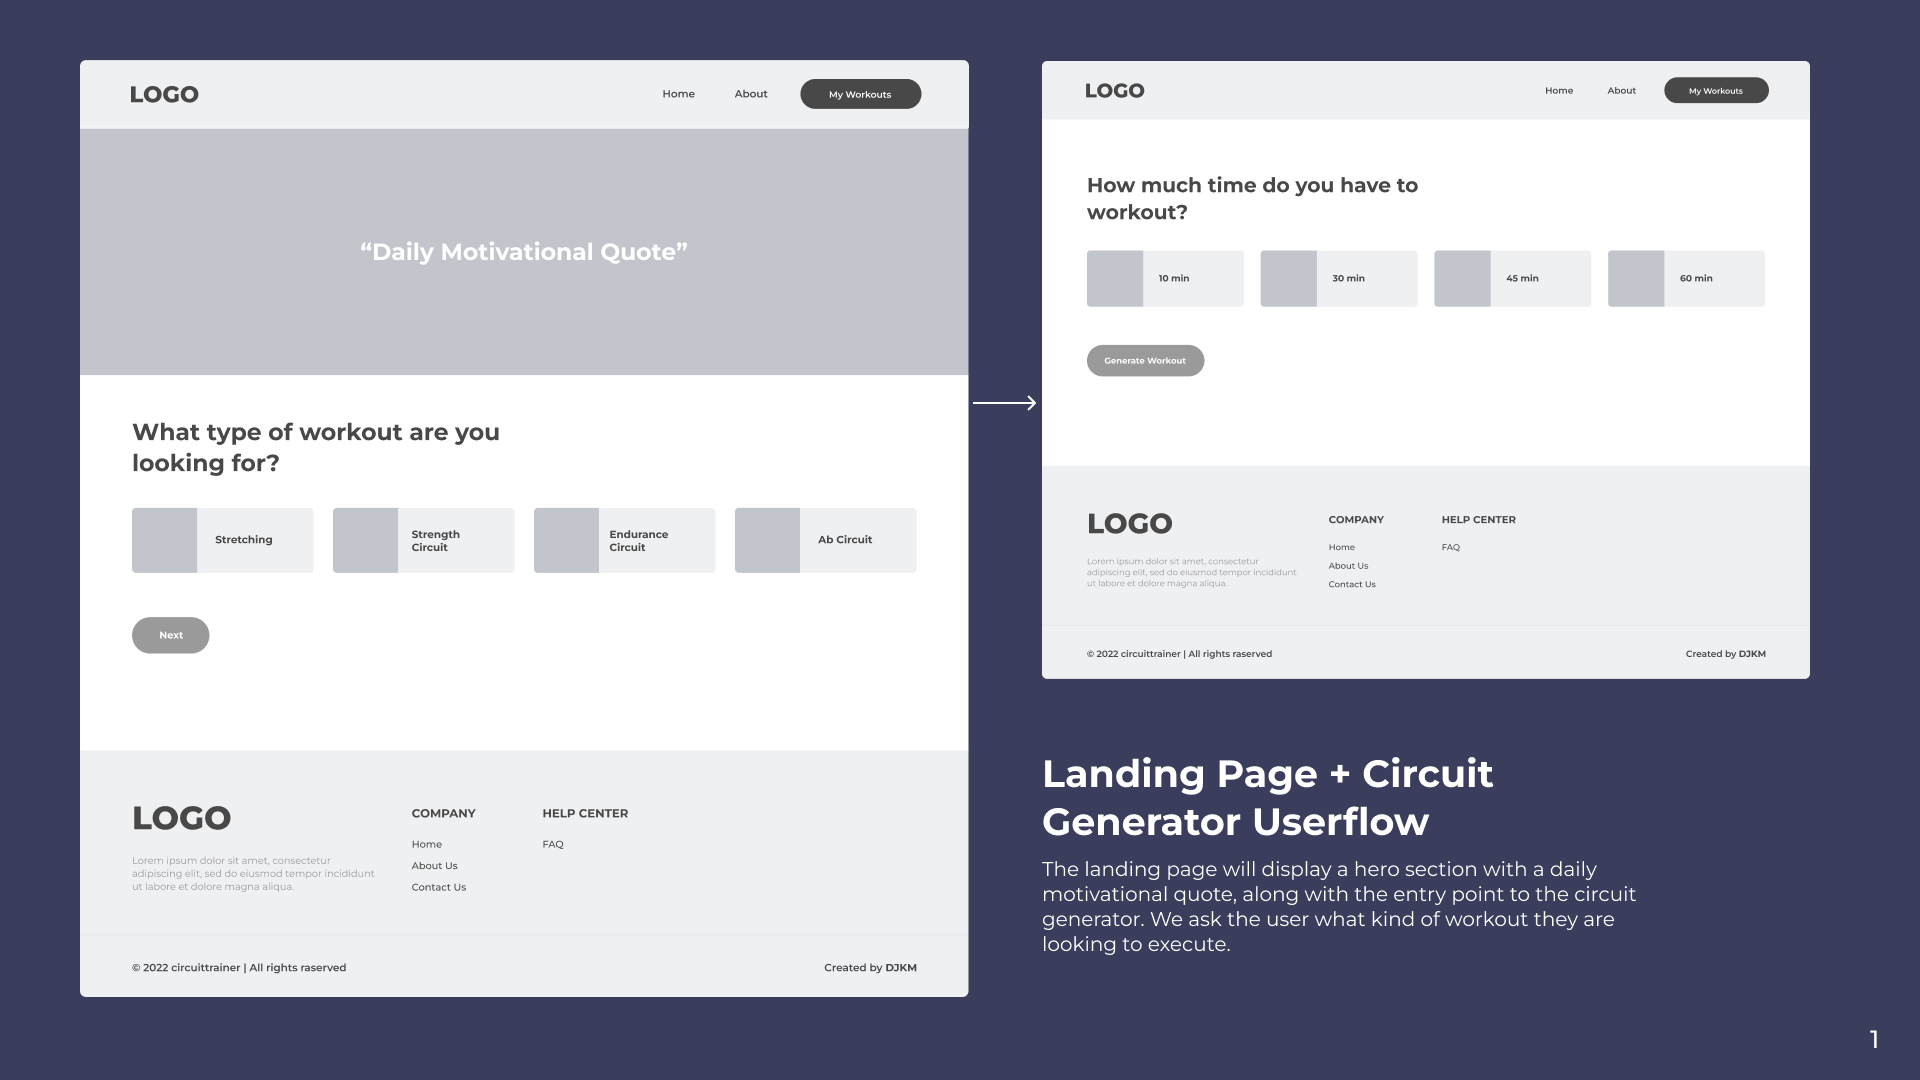 LOGO
Home
About
My Workouts
“Daily Motivational Quote”
What type of workout are you
looking for?
Stretching
Strength
Circuit
Endurance
Circuit
Ab Circuit
Next
LOGO
Lorem ipsum dolor sit amet, consectetur
adipiscing elit, sed do eiusmod tempor incididunt
ut labore et dolore magna aliqua.
COMPANY
Home
About Us
Contact Us
HELP CENTER
FAQ
© 2022 circuittrainer | All rights raserved
Created by DJKM
LOGO
Home
About
My Workouts
How much time do you have to
workout?
10 min
30 min
45 min
60 min
Generate Workout
LOGO
Lorem ipsum dolor sit amet, consectetur
adipiscing elit, sed do eiusmod tempor incididunt
ut labore et dolore magna aliqua.
COMPANY
Home
About Us
Contact Us
HELP CENTER
FAQ
© 2022 circuittrainer | All rights raserved
Created by DJKM
Landing Page + Circuit
Generator Userflow
The landing page will display a hero section with a daily
motivational quote, along with the entry point to the circuit
generator. We ask the user what kind of workout they are
looking to execute.
1